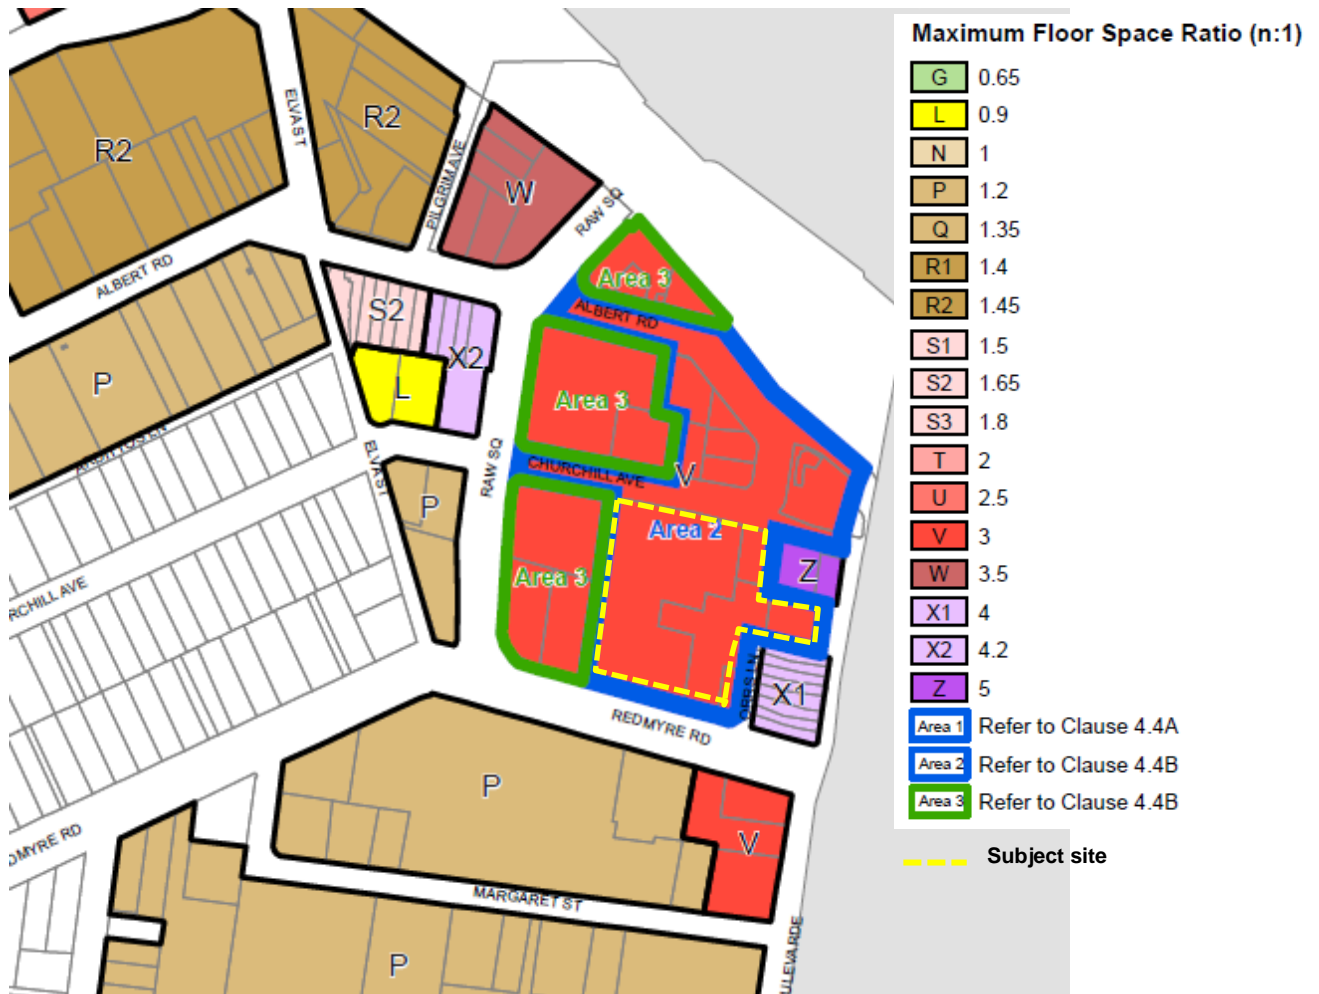 Maximum Floor Space Ratio (n:1)
G 0.65
L 0.9
N 1
P 1.2
Q 1.35
R1 1.4
R2 1.45
S1 1.5
S2 1.65
S3 1.8
T 2
U 2.5
V 3
W 3.5
X1 4
X2 4.2
Z 5
Area 1 Refer to Clause 4.4A
Area 2 Refer to Clause 4.4B
Area 3 Refer to Clause 4.4B
Subject site
R2
ELVA ST
R2
PILGRIM AVE
W
RAW SQ
ALBERT RD
Area 3
ALBERT RD
S2
X2
L
P
Area 3
ELVA ST
RAW SQ
CHURCHILL AVE
V
P
Area 2
Area 3
Z
RCHILL AVE
X1
REDMYRE RD
P
V
DMYRE RD
MARGARET ST
P
ULEVARDE